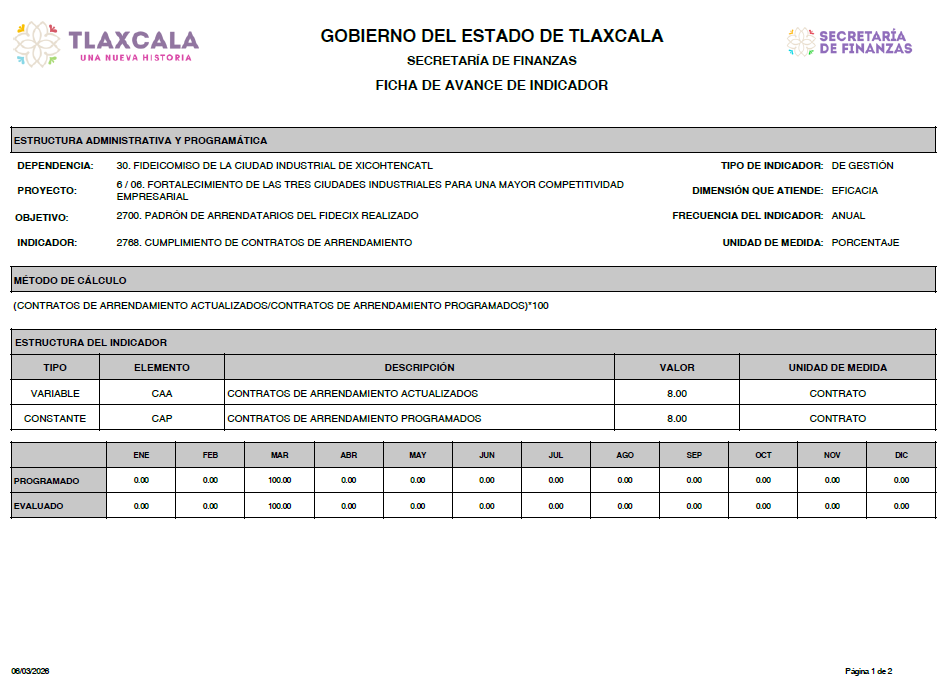 TLAXCALA
UNA NUEVA HISTORIA
GOBIERNO DEL ESTADO DE TLAXCALA
SECRETARÍA DE FINANZAS
FICHA DE AVANCE DE INDICADOR
SECRETARÍA
DE FINANZAS
ESTRUCTURA ADMINISTRATIVA Y PROGRAMÁTICA
DEPENDENCIA: 30. FIDEICOMISO DE LA CIUDAD INDUSTRIAL DE XICOHTENCATL TIPO DE INDICADOR: DE GESTIÓN
PROYECTO: 6 / 06. FORTALECIMIENTO DE LAS TRES CIUDADES INDUSTRIALES PARA UNA MAYOR COMPETITIVIDAD
EMPRESARIAL DIMENSIÓN QUE ATIENDE: EFICACIA
OBJETIVO: 2700. PADRÓN DE ARRENDATARIOS DEL FIDECIX REALIZADO FRECUENCIA DEL INDICADOR: ANUAL
INDICADOR: 2768. CUMPLIMIENTO DE CONTRATOS DE ARRENDAMIENTO UNIDAD DE MEDIDA: PORCENTAJE
MÉTODO DE CÁLCULO
(CONTRATOS DE ARRENDAMIENTO ACTUALIZADOS/CONTRATOS DE ARRENDAMIENTO PROGRAMADOS)*100
ESTRUCTURA DEL INDICADOR
TIPO ELEMENTO DESCRIPCIÓN VALOR UNIDAD DE MEDIDA
VARIABLE CAA CONTRATOS DE ARRENDAMIENTO ACTUALIZADOS 8.00 CONTRATO
CONSTANTE CAP CONTRATOS DE ARRENDAMIENTO PROGRAMADOS 8.00 CONTRATO
ENE FEB MAR ABR MAY JUN JUL AGO SEP OCT NOV DIC
PROGRAMADO 0.00 0.00 100.00 0.00 0.00 0.00 0.00 0.00 0.00 0.00 0.00 0.00
EVALUADO 0.00 0.00 100.00 0.00 0.00 0.00 0.00 0.00 0.00 0.00 0.00 0.00
06/03/2026 Página 1 de 2